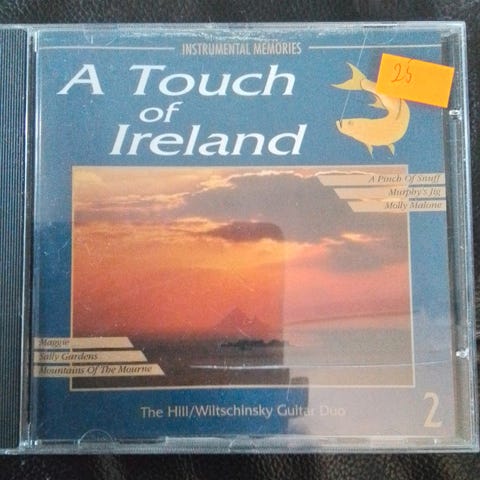 INSTRUMENTAL MEMORIES
A Touch
of
Ireland
25
A Pinch Of Snuff
Murphy's Jig
Molly Malone
Maggie
Sally Gardens
Mountains Of The Mourne
The Hill/Wiltschinsky Guitar Duo
2